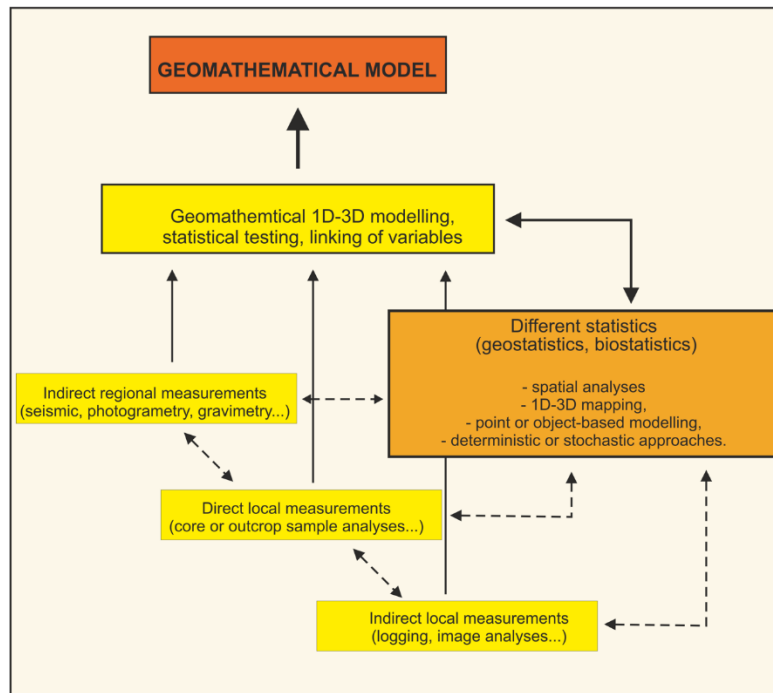 GEOMATHEMATICAL MODEL
Geomathemtical 1D-3D modelling,
statistical testing, linking of variables
Different statistics
(geostatistics, biostatistics)
- spatial analyses
- 1D-3D mapping,
- point or object-based modelling,
- deterministic or stochastic approaches.
Indirect regional measurements
(seismic, photogrametry, gravimetry...)
Direct local measurements
(core or outcrop sample analyses...)
Indirect local measurements
(logging, image analyses...)